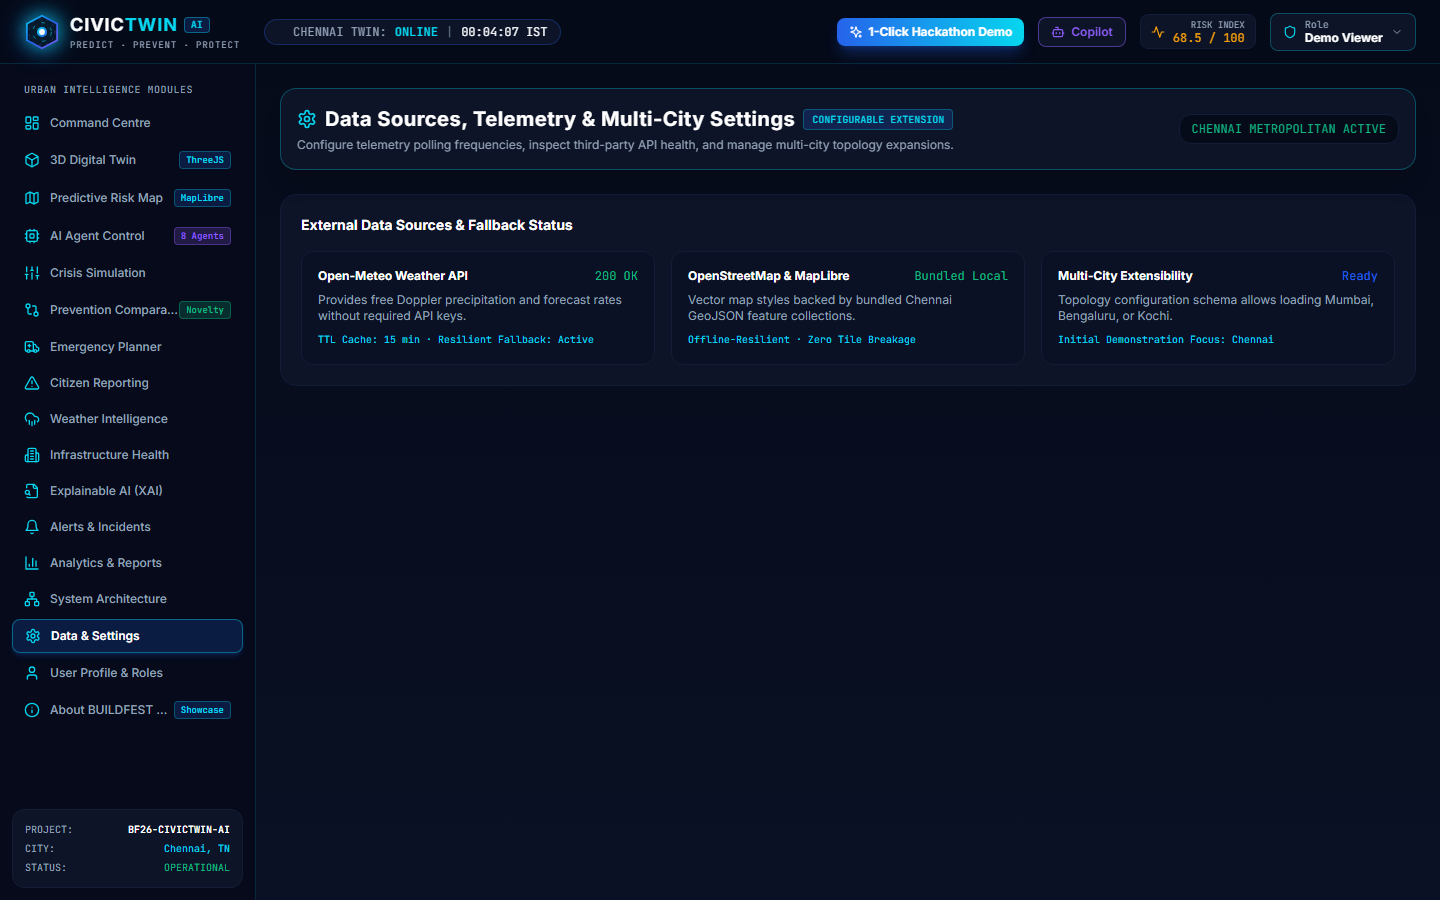 CIVICTWIN AI
PREDICT · PREVENT · PROTECT
CHENNAI TWIN: ONLINE | 00:04:07 IST
1-Click Hackathon Demo
Copilot
RISK INDEX
68.5 / 100
Role
Demo Viewer
URBAN INTELLIGENCE MODULES
Command Centre
3D Digital Twin ThreeJS
Predictive Risk Map MapLibre
AI Agent Control 8 Agents
Crisis Simulation
Prevention Compara... Novelty
Emergency Planner
Citizen Reporting
Weather Intelligence
Infrastructure Health
Explainable AI (XAI)
Alerts & Incidents
Analytics & Reports
System Architecture
Data & Settings
User Profile & Roles
About BUILDFEST ... Showcase
PROJECT: BF26-CIVICTWIN-AI
CITY: Chennai, TN
STATUS: OPERATIONAL
Data Sources, Telemetry & Multi-City Settings CONFIGURABLE EXTENSION
Configure telemetry polling frequencies, inspect third-party API health, and manage multi-city topology expansions.
CHENNAI METROPOLITAN ACTIVE
External Data Sources & Fallback Status
Open-Meteo Weather API 200 OK
Provides free Doppler precipitation and forecast rates
without required API keys.
TTL Cache: 15 min · Resilient Fallback: Active
OpenStreetMap & MapLibre Bundled Local
Vector map styles backed by bundled Chennai
GeoJSON feature collections.
Offline-Resilient · Zero Tile Breakage
Multi-City Extensibility Ready
Topology configuration schema allows loading Mumbai,
Bengaluru, or Kochi.
Initial Demonstration Focus: Chennai